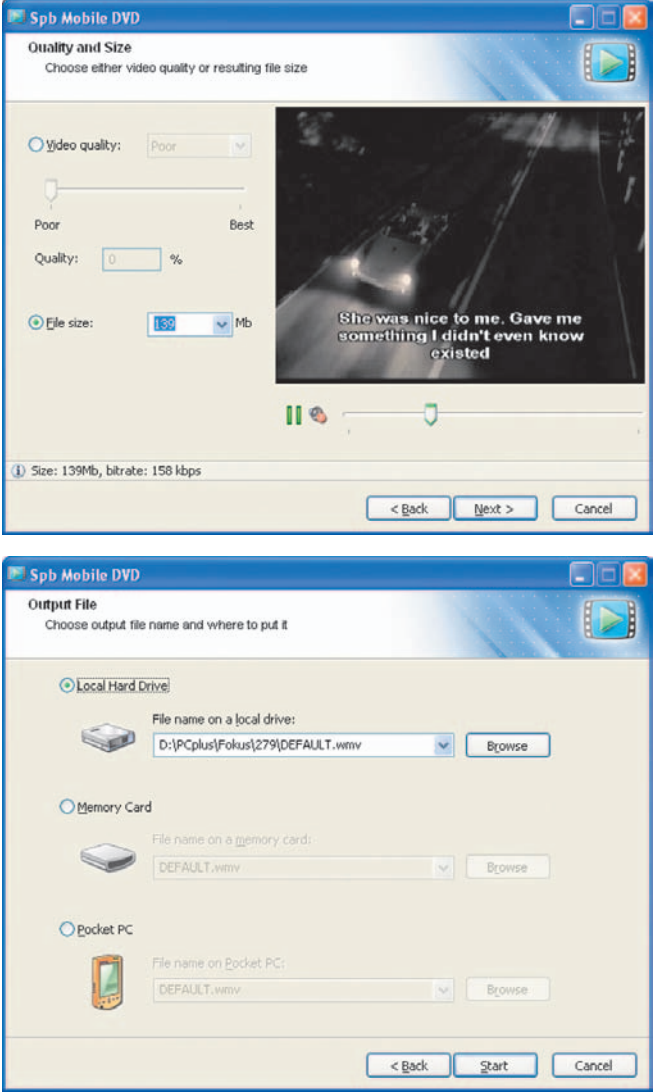 Spb Mobile DVD
Quality and Size
Choose either video quality or resulting file size
Video quality:
Poor
Poor Best
Quality: 0 %
File size: 139 Mb
She was nice to me. Gave me
something I didn't even know
existed
Size: 139Mb, bitrate: 158 kbps
< Back Next > Cancel
Spb Mobile DVD
Output File
Choose output file name and where to put it
Local Hard Drive
File name on a local drive:
D:\PCplus\Fokus\279\DEFAULT.wmv Browse
Memory Card
File name on a memory card:
DEFAULT.wmv Browse
Pocket PC
File name on Pocket PC:
DEFAULT.wmv Browse
< Back Start Cancel